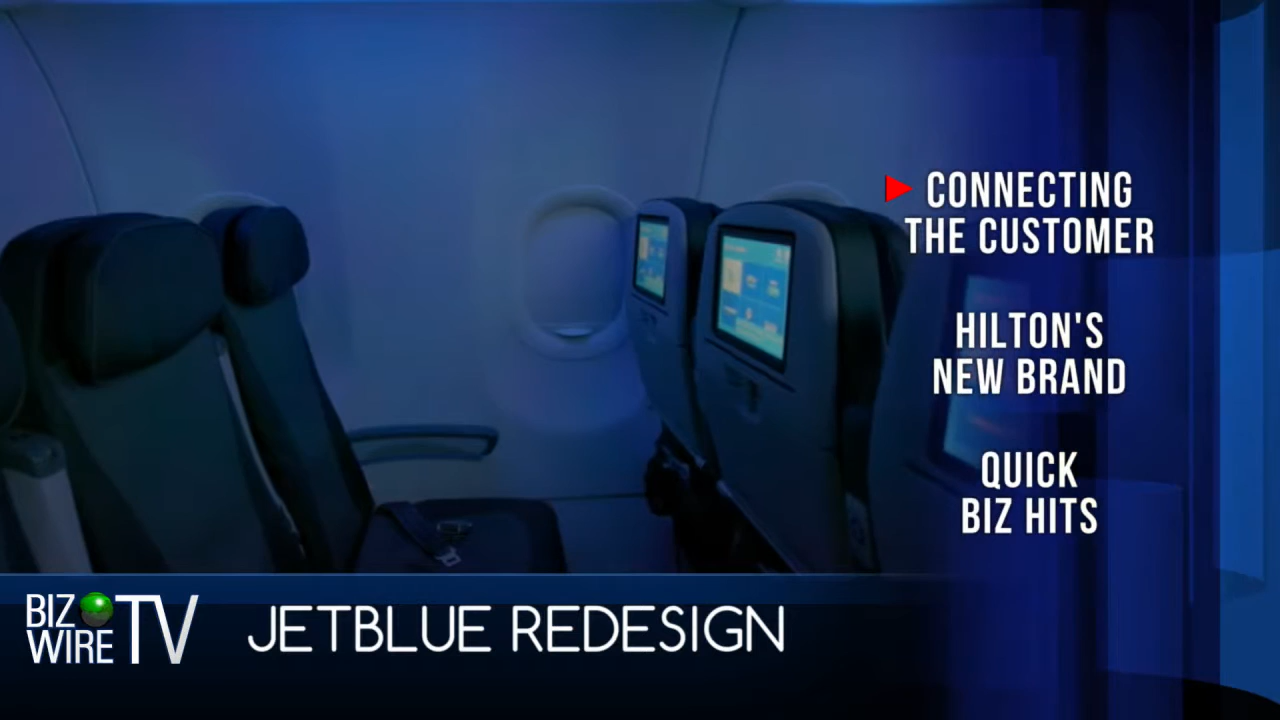 CONNECTING
THE CUSTOMER
HILTON'S
NEW BRAND
QUICK
BIZ HITS
BIZ
WIRE TV
JETBLUE REDESIGN